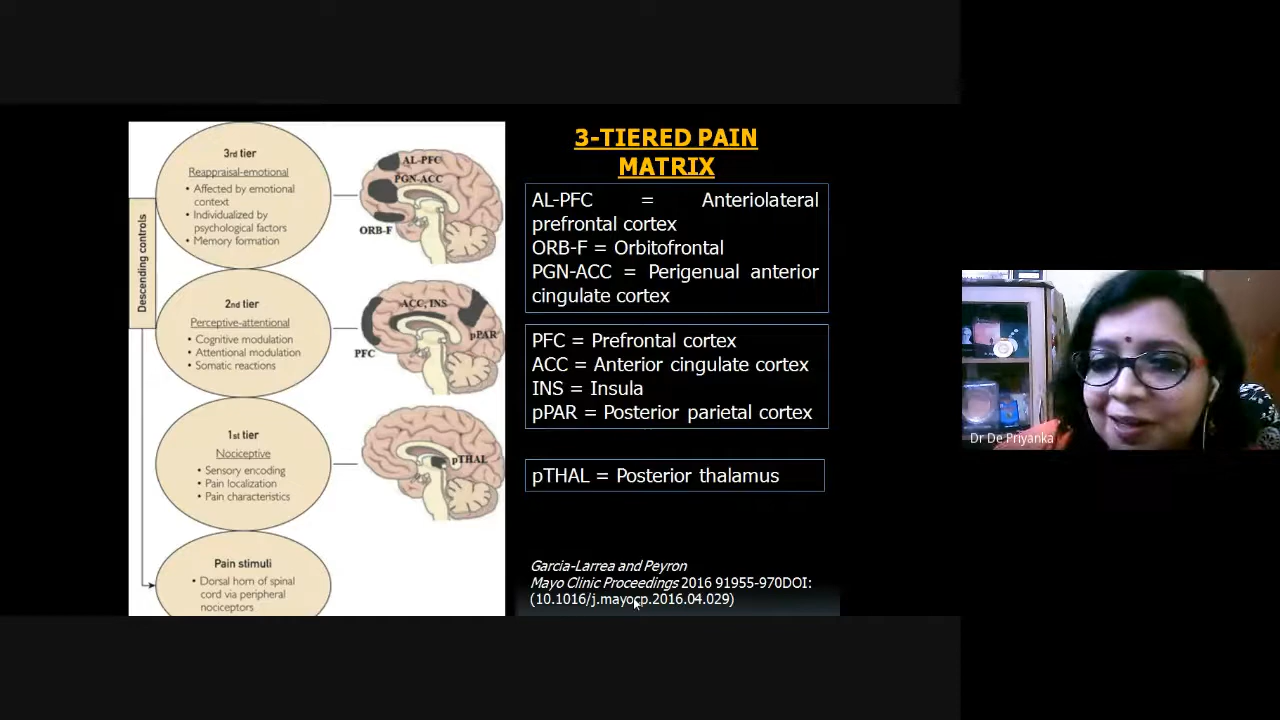 3rd tier
Reappraisal-emotional
• Affected by emotional
context
• Individualized by
psychological factors
• Memory formation
AL-PFC
PGN-ACC
ORB-F
Descending controls
2nd tier
Perceptive-attentional
• Cognitive modulation
• Attentional modulation
• Somatic reactions
ACC, INS
pPAR
PFC
1st tier
Nociceptive
• Sensory encoding
• Pain localization
• Pain characteristics
pTHAL
Pain stimuli
• Dorsal horn of spinal
cord via peripheral
nociceptors
3-TIERED PAIN
MATRIX
AL-PFC = Anteriolateral
prefrontal cortex
ORB-F = Orbitofrontal
PGN-ACC = Perigenual anterior
cingulate cortex
PFC = Prefrontal cortex
ACC = Anterior cingulate cortex
INS = Insula
pPAR = Posterior parietal cortex
pTHAL = Posterior thalamus
Garcia-Larrea and Peyron
Mayo Clinic Proceedings 2016 91955-970DOI:
(10.1016/j.mayocp.2016.04.029)
Dr De Priyanka